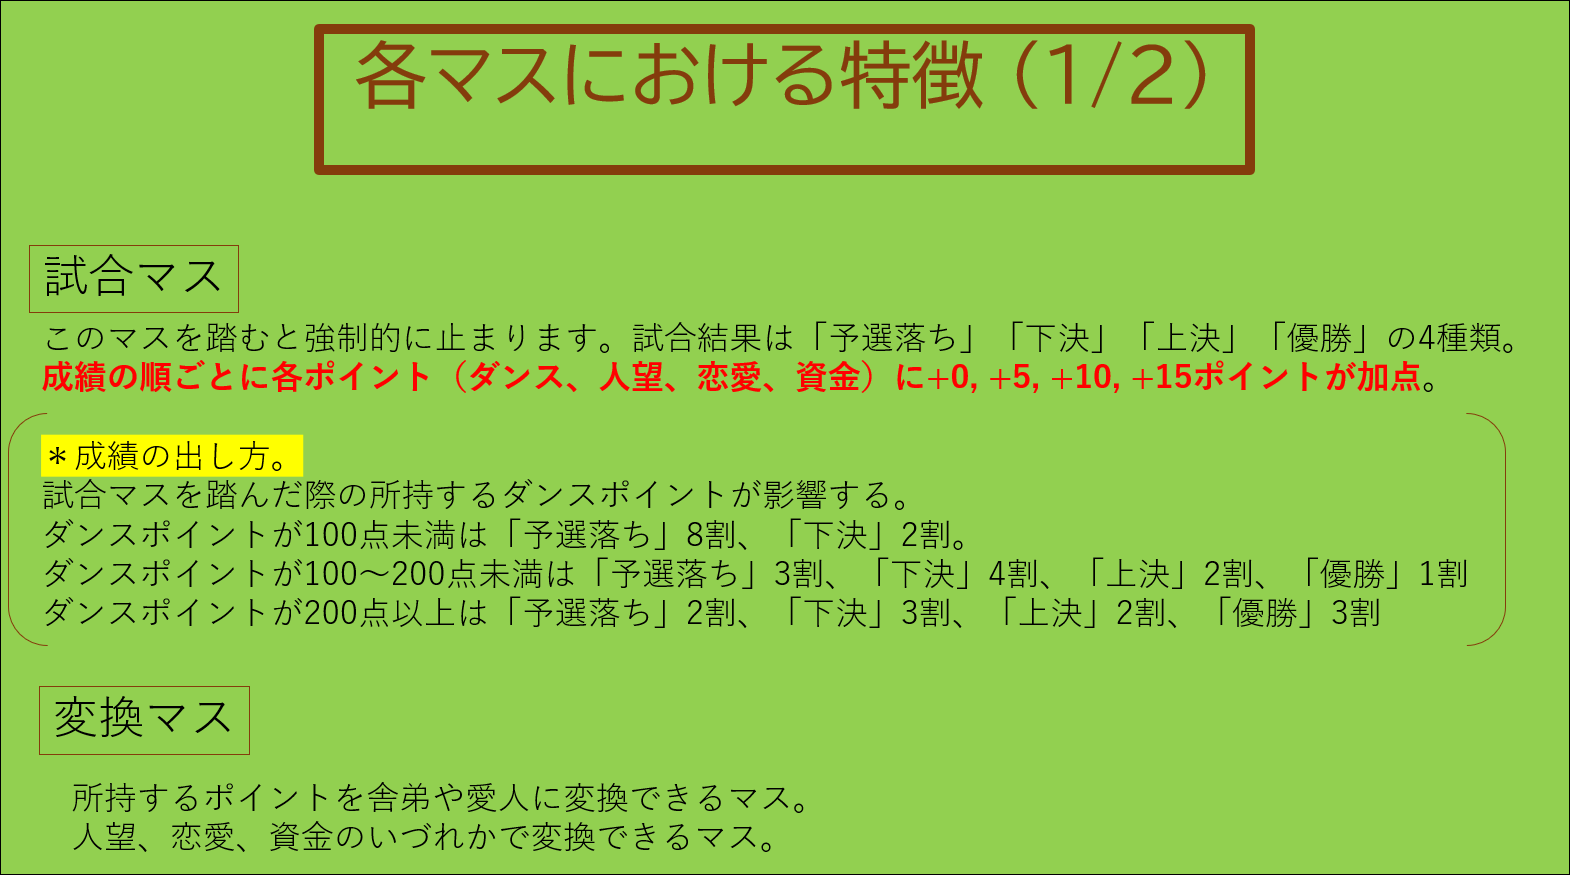 各マスにおける特徴（1/2）
試合マス
このマスを踏むと強制的に止まります。試合結果は「予選落ち」「下決」「上決」「優勝」の4種類。
成績の順ごとに各ポイント（ダンス、人望、恋愛、資金）に+0, +5, +10, +15ポイントが加点。
＊成績の出し方。
試合マスを踏んだ際の所持するダンスポイントが影響する。
ダンスポイントが100点未満は「予選落ち」8割、「下決」2割。
ダンスポイントが100～200点未満は「予選落ち」3割、「下決」4割、「上決」2割、「優勝」1割
ダンスポイントが200点以上は「予選落ち」2割、「下決」3割、「上決」2割、「優勝」3割
変換マス
所持するポイントを舎弟や愛人に変換できるマス。
人望、恋愛、資金のいづれかで変換できるマス。